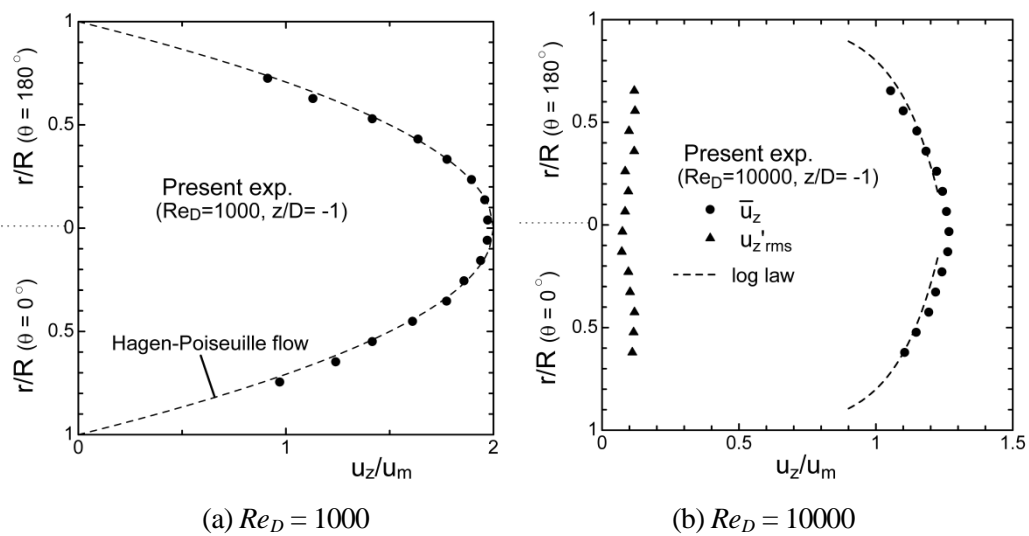 1
0.5
0
0.5
1
r/R (θ = 180°)
r/R (θ = 0°)
Present exp.
(ReD=1000, z/D= -1)
Hagen-Poiseuille flow
0
1
2
uz/um
(a) ReD = 1000
1
0.5
0
0.5
1
r/R (θ = 180°)
r/R (θ = 0°)
Present exp.
(ReD=10000, z/D= -1)
u̅z
uz'rms
log law
0
0.5
1
1.5
uz/um
(b) ReD = 10000